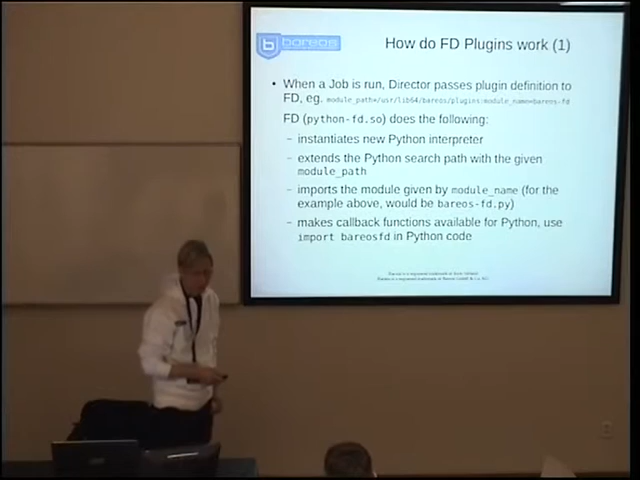 bareos
How do FD Plugins work (1)
• When a Job is run, Director passes plugin definition to
FD, eg. module_path=/usr/lib64/bareos/plugins:module_name=bareos-fd
FD (python-fd.so) does the following:
– instantiates new Python interpreter
– extends the Python search path with the given
module_path
– imports the module given by module_name (for the
example above, would be bareos-fd.py)
– makes callback functions available for Python, use
import bareosfd in Python code